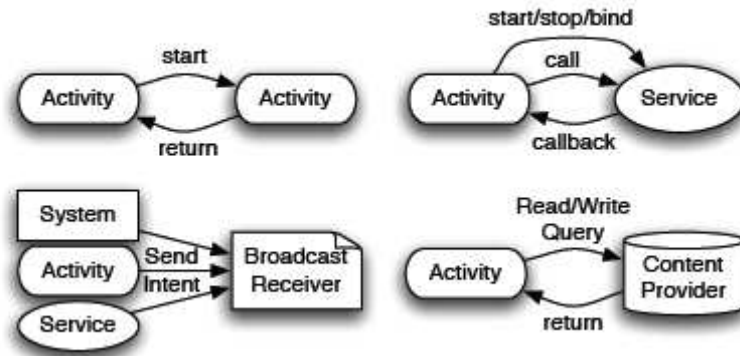 start
Activity
Activity
return
start/stop/bind
call
Activity
Service
callback
System
Activity
Service
Send
Intent
Broadcast
Receiver
Read/Write
Query
Activity
Content
Provider
return